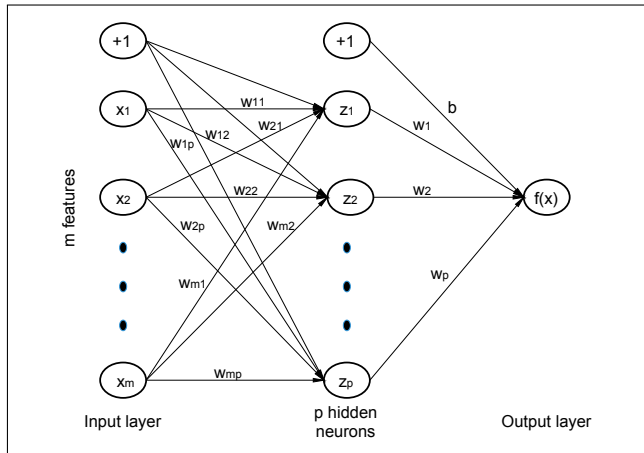 +1
+1
x1
w11
z1
b
w21
w12
w1p
w1
m features
x2
w22
z2
w2
f(x)
w2p
wm2
wm1
wp
xm
wmp
zp
Input layer
p hidden
neurons
Output layer